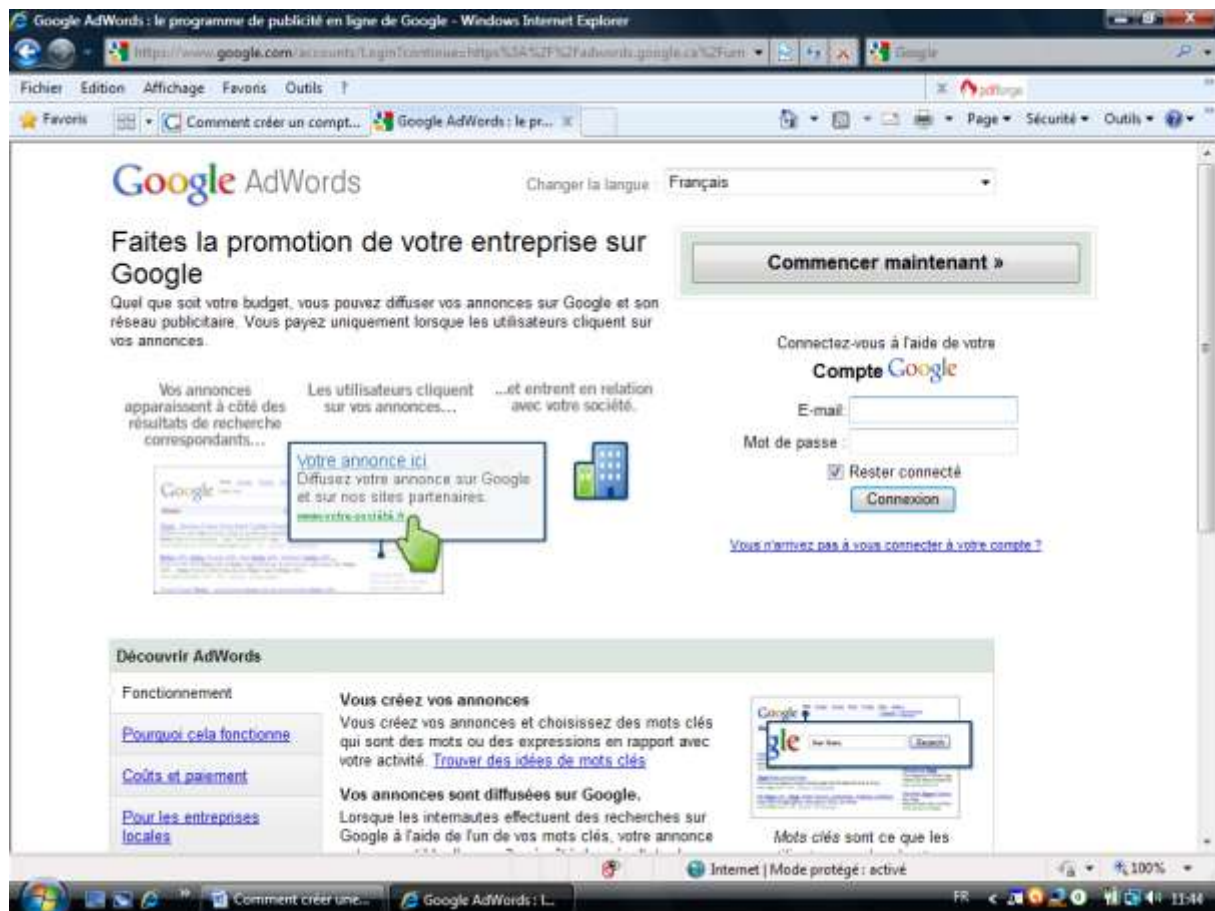 Google AdWords : le programme de publicité en ligne de Google - Windows Internet Explorer
Google
Fichier Edition Affichage Favoris Outils ?
pdfforge
Favoris Comment créer un compt... Google AdWords : le pr... Page Sécurité Outils
Google AdWords
Changer la langue Français
Faites la promotion de votre entreprise sur
Google
Quel que soit votre budget, vous pouvez diffuser vos annonces sur Google et son
réseau publicitaire. Vous payez uniquement lorsque les utilisateurs cliquent sur
vos annonces.
Vos annonces
apparaissent à côté des
résultats de recherche
correspondants...
Les utilisateurs cliquent
sur vos annonces...
...et entrent en relation
avec votre société.
Google
Votre annonce ici
Diffusez votre annonce sur Google
et sur nos sites partenaires.
www.votre-société.fr
Commencer maintenant »
Connectez-vous à l'aide de votre
Compte Google
E-mail:
Mot de passe :
Rester connecté
Connexion
Vous n'arrivez pas à vous connecter à votre compte ?
Découvrir AdWords
Fonctionnement
Pourquoi cela fonctionne
Coûts et paiement
Pour les entreprises
locales
Vous créez vos annonces
Vous créez vos annonces et choisissez des mots clés
qui sont des mots ou des expressions en rapport avec
votre activité. Trouver des idées de mots clés
Vos annonces sont diffusées sur Google.
Lorsque les internautes effectuent des recherches sur
Google à l'aide de l'un de vos mots clés, votre annonce
Google
gle Search
Mots clés sont ce que les
Internet | Mode protégé : activé 100%
Comment créer une... Google AdWords : l... FR 11:44